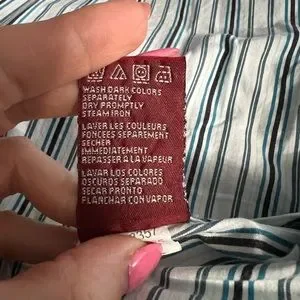 WASH DARK COLORS
SEPARATELY
DRY PROMPTLY
STEAM IRON
LAVER LES COULEURS
FONCEES SEPAREMENT
SECHER
IMMEDIATEMENT
REPASSER A LA VAPEUR
LAVAR LOS COLORES
OSCUROS SEPARADO
SECAR PRONTO
PLANCHAR CON VAPOR